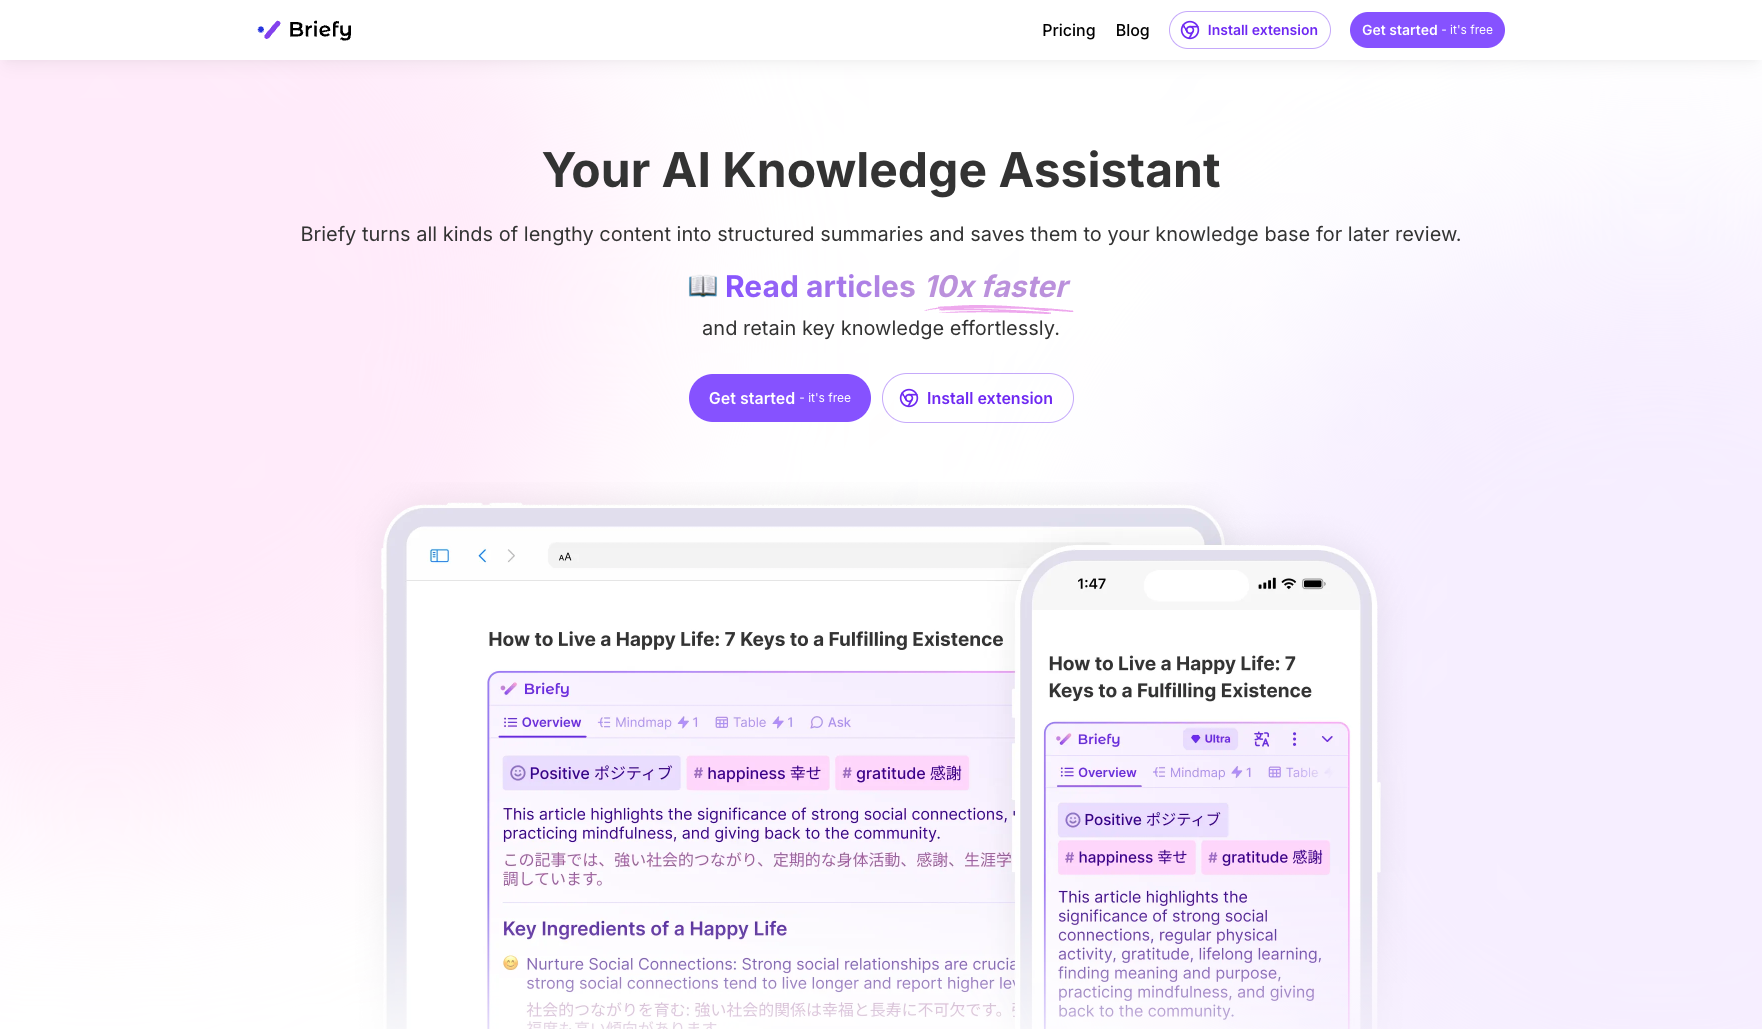 Briefy
Pricing
Blog
Install extension
Get started - it's free
Your AI Knowledge Assistant
Briefy turns all kinds of lengthy content into structured summaries and saves them to your knowledge base for later review.
📖 Read articles 10x faster
and retain key knowledge effortlessly.
Get started - it's free
Install extension
AA
How to Live a Happy Life: 7 Keys to a Fulfilling Existence
Briefy
Overview
Mindmap 1
Table 1
Ask
Positive ポジティブ
# happiness 幸せ
# gratitude 感謝
This article highlights the significance of strong social connections,
practicing mindfulness, and giving back to the community.
この記事では、強い社会的つながり、定期的な身体活動、感謝、生涯学
調しています。
Key Ingredients of a Happy Life
😊 Nurture Social Connections: Strong social relationships are
strong social connections tend to live longer and report higher
社会的つながりを育む: 強い社会的関係は幸福と長寿に不可欠です。
1:47
How to Live a Happy Life: 7
Keys to a Fulfilling Existence
Briefy
Ultra
Overview
Mindmap 1
Table
Positive ポジティブ
# happiness 幸せ
# gratitude 感謝
This article highlights the
significance of strong social
connections, regular physical
activity, gratitude, lifelong learning,
finding meaning and purpose,
practicing mindfulness, and giving
back to the community.